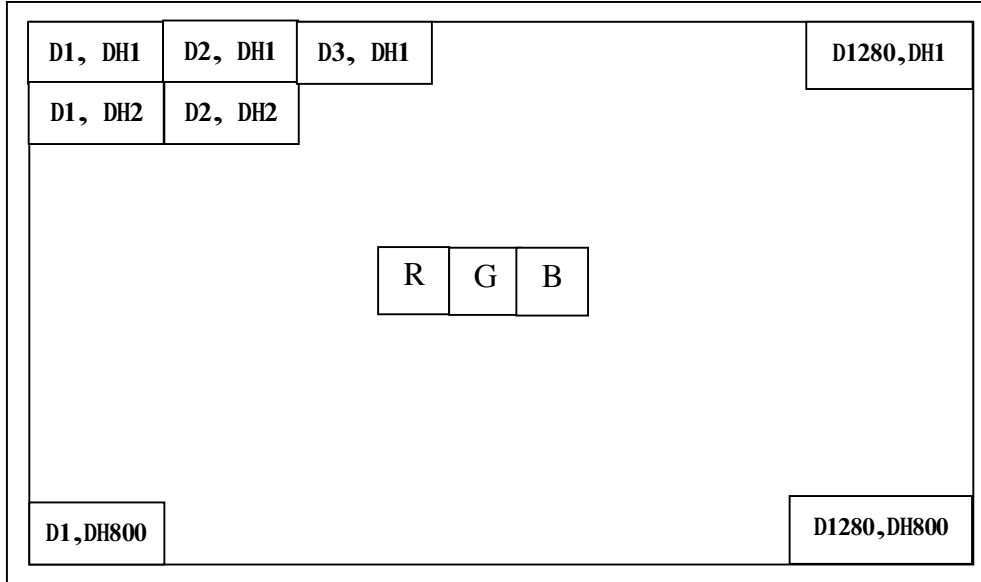 D1, DH1 D2, DH1 D3, DH1 D1280,DH1
D1, DH2 D2, DH2
R G B
D1,DH800 D1280,DH800